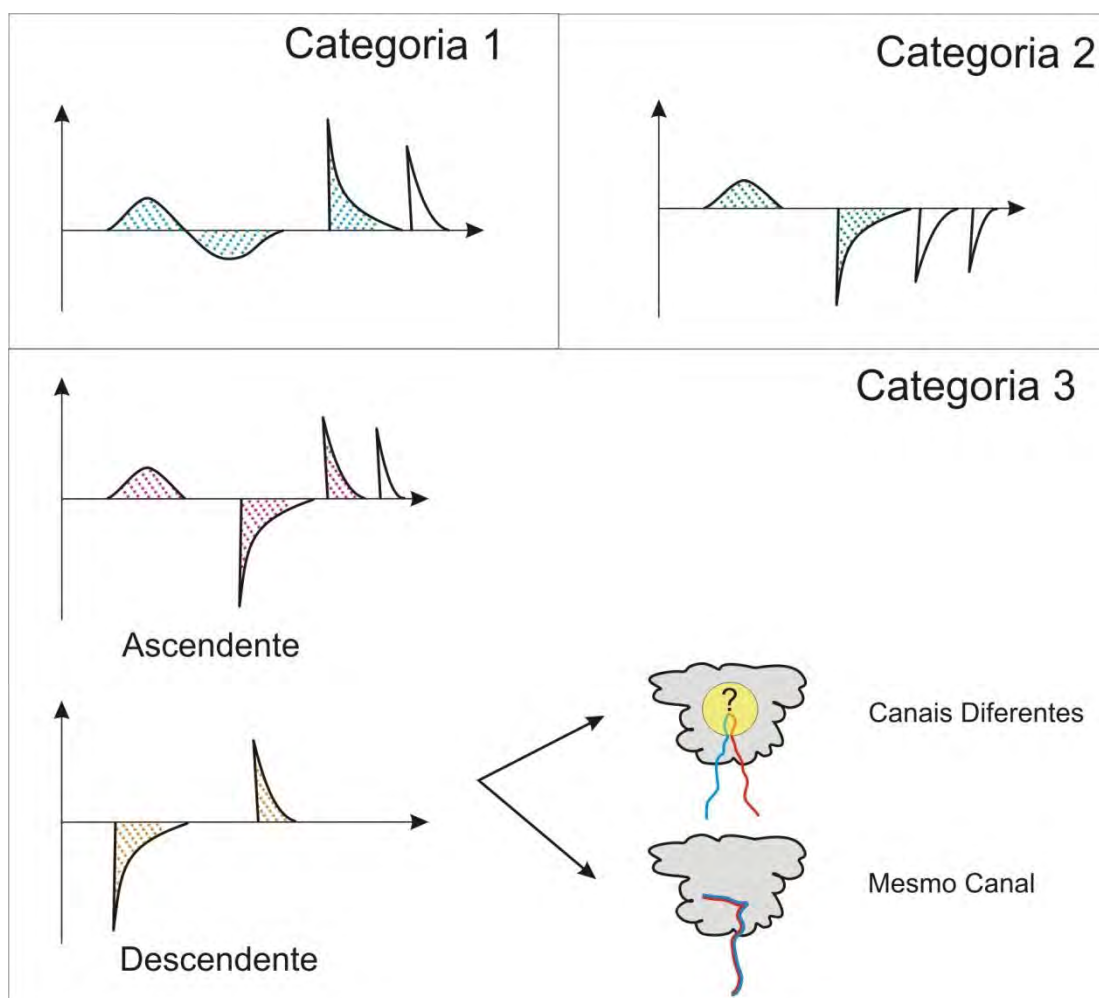 Categoria 1
Categoria 2
Categoria 3
Ascendente
?
Canais Diferentes
Mesmo Canal
Descendente